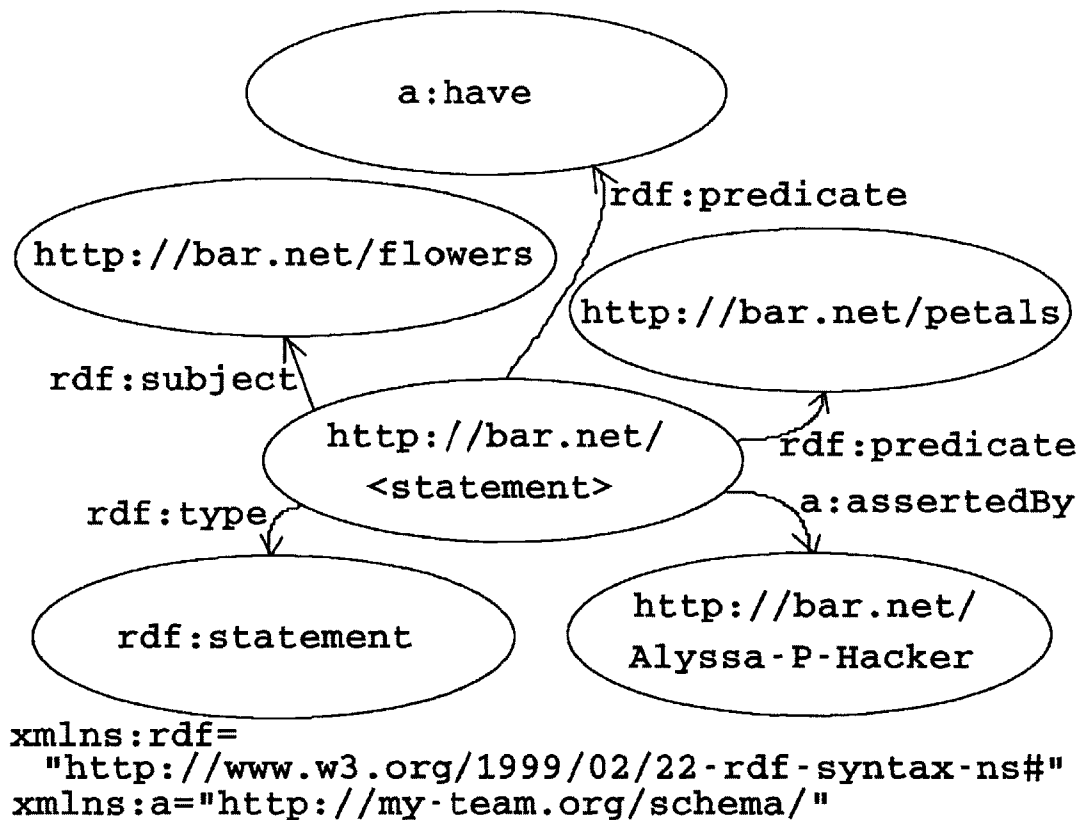 a:have
rdf:predicate
http://bar.net/flowers
http://bar.net/petals
rdf:subject
http://bar.net/
<statement>
rdf:predicate
rdf:type
a:assertedBy
rdf:statement
http://bar.net/
Alyssa-P-Hacker
xmlns:rdf=
"http://www.w3.org/1999/02/22-rdf-syntax-ns#"
xmlns:a="http://my-team.org/schema/"